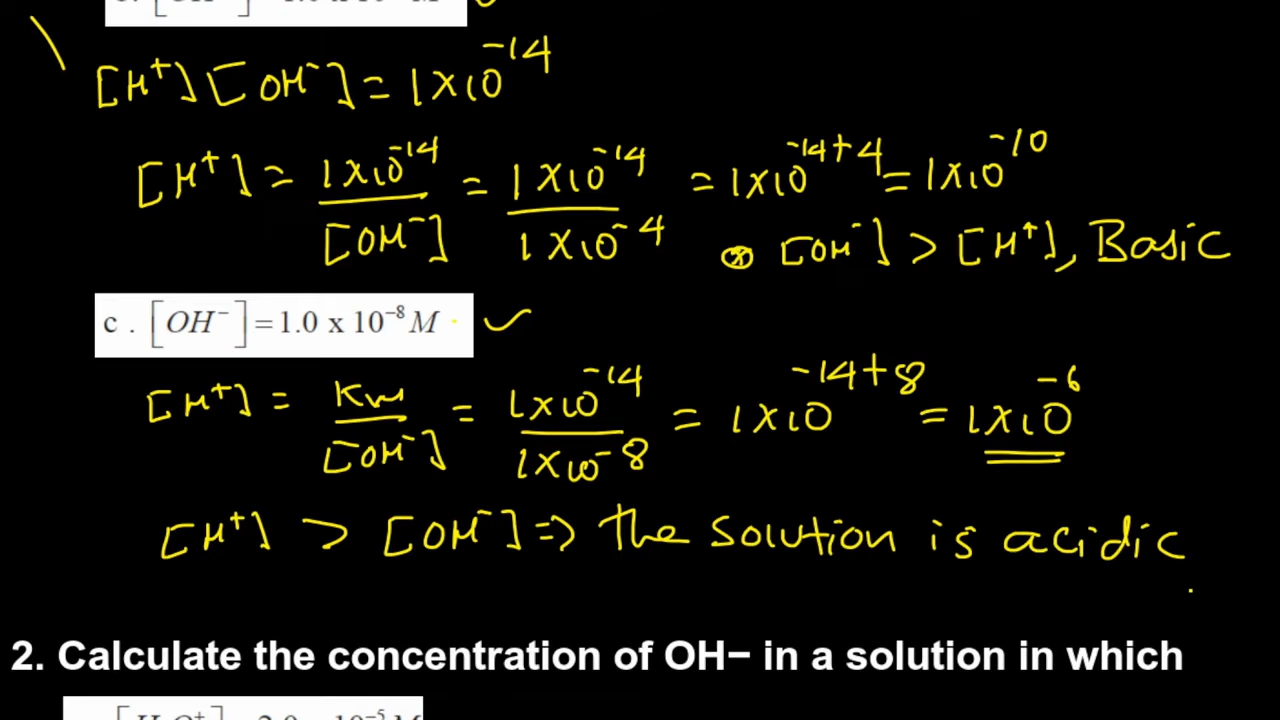 [H⁺][OH⁻] = 1×10⁻¹⁴
[H⁺] = 1×10⁻¹⁴/[OH⁻] = 1×10⁻¹⁴/1×10⁻⁴ = 1×10⁻¹⁴⁺⁴ = 1×10⁻¹⁰
[OH⁻] > [H⁺], Basic
c . [OH⁻] = 1.0 x 10⁻⁸ M
[H⁺] = Kw/[OH⁻] = 1×10⁻¹⁴/1×10⁻⁸ = 1×10⁻¹⁴⁺⁸ = 1×10⁻⁶
[H⁺] > [OH⁻] => the solution is acidic
2. Calculate the concentration of OH− in a solution in which